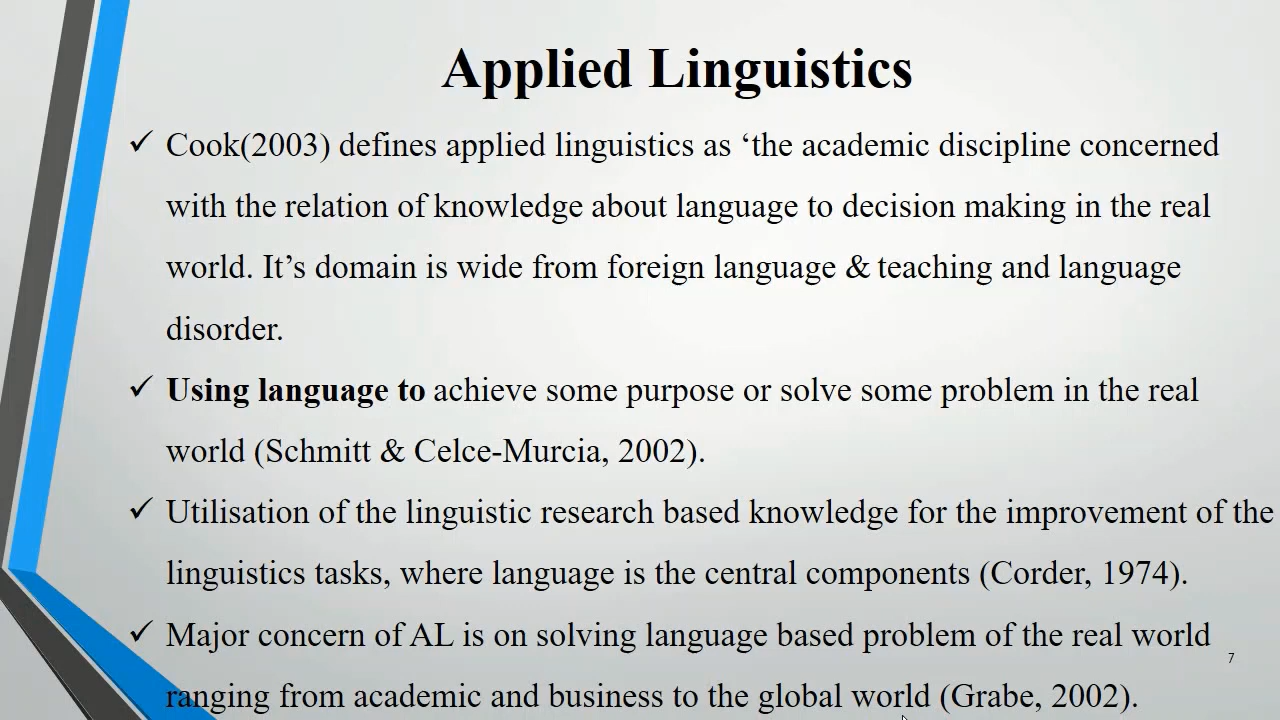 Applied Linguistics
✓ Cook(2003) defines applied linguistics as ‘the academic discipline concerned
with the relation of knowledge about language to decision making in the real
world. It’s domain is wide from foreign language & teaching and language
disorder.
✓ Using language to achieve some purpose or solve some problem in the real
world (Schmitt & Celce-Murcia, 2002).
✓ Utilisation of the linguistic research based knowledge for the improvement of the
linguistics tasks, where language is the central components (Corder, 1974).
✓ Major concern of AL is on solving language based problem of the real world
ranging from academic and business to the global world (Grabe, 2002).
7